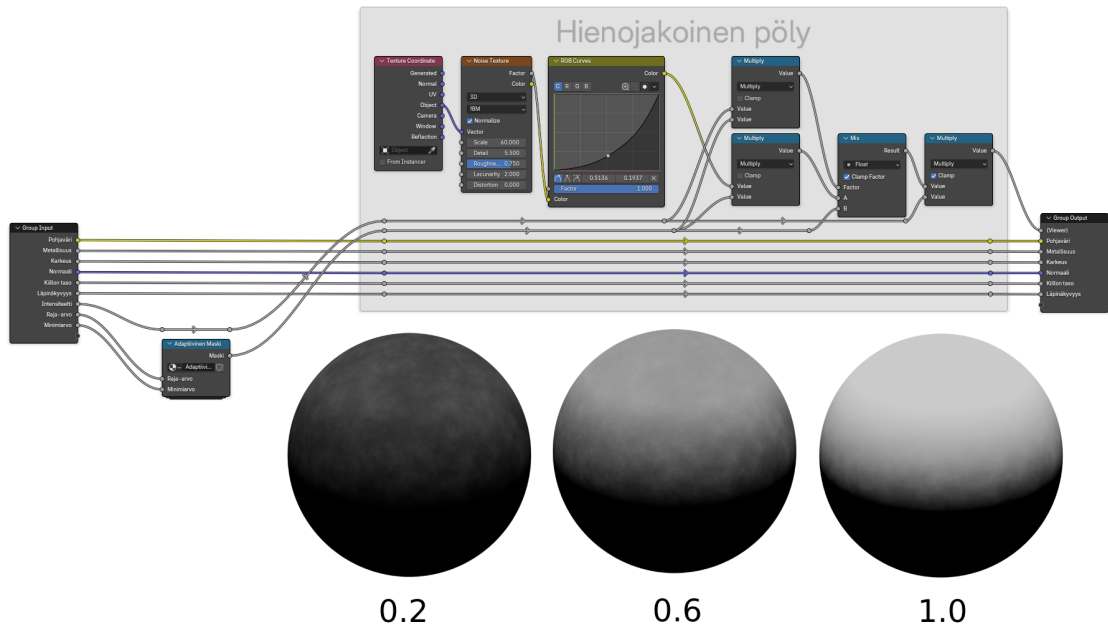 Hienojakoinen pöly
Texture Coordinate
Generated
Normal
UV
Object
Camera
Window
Reflection
Object
From Instancer
Noise Texture
Factor
Color
3D
fBM
Normalize
Vector
Scale 60.000
Detail 5.500
Roughne... 0.750
Lacunarity 2.000
Distortion 0.000
RGB Curves
Color
C R G B
0.5136 0.1937
Factor 1.000
Color
Multiply
Value
Multiply
Clamp
Value
Value
Multiply
Value
Multiply
Clamp
Value
Value
Mix
Result
Float
Clamp Factor
Factor
A
B
Multiply
Value
Multiply
Clamp
Value
Value
Group Input
Pohjaväri
Metallisuus
Karkeus
Normaali
Kiillon taso
Läpinäkyvyys
Intensiteetti
Raja-arvo
Minimiarvo
Adaptiivinen Maski
Maski
Adaptiivi...
Raja-arvo
Minimiarvo
Group Output
(Viewer)
Pohjaväri
Metallisuus
Karkeus
Normaali
Kiillon taso
Läpinäkyvyys
0.2
0.6
1.0